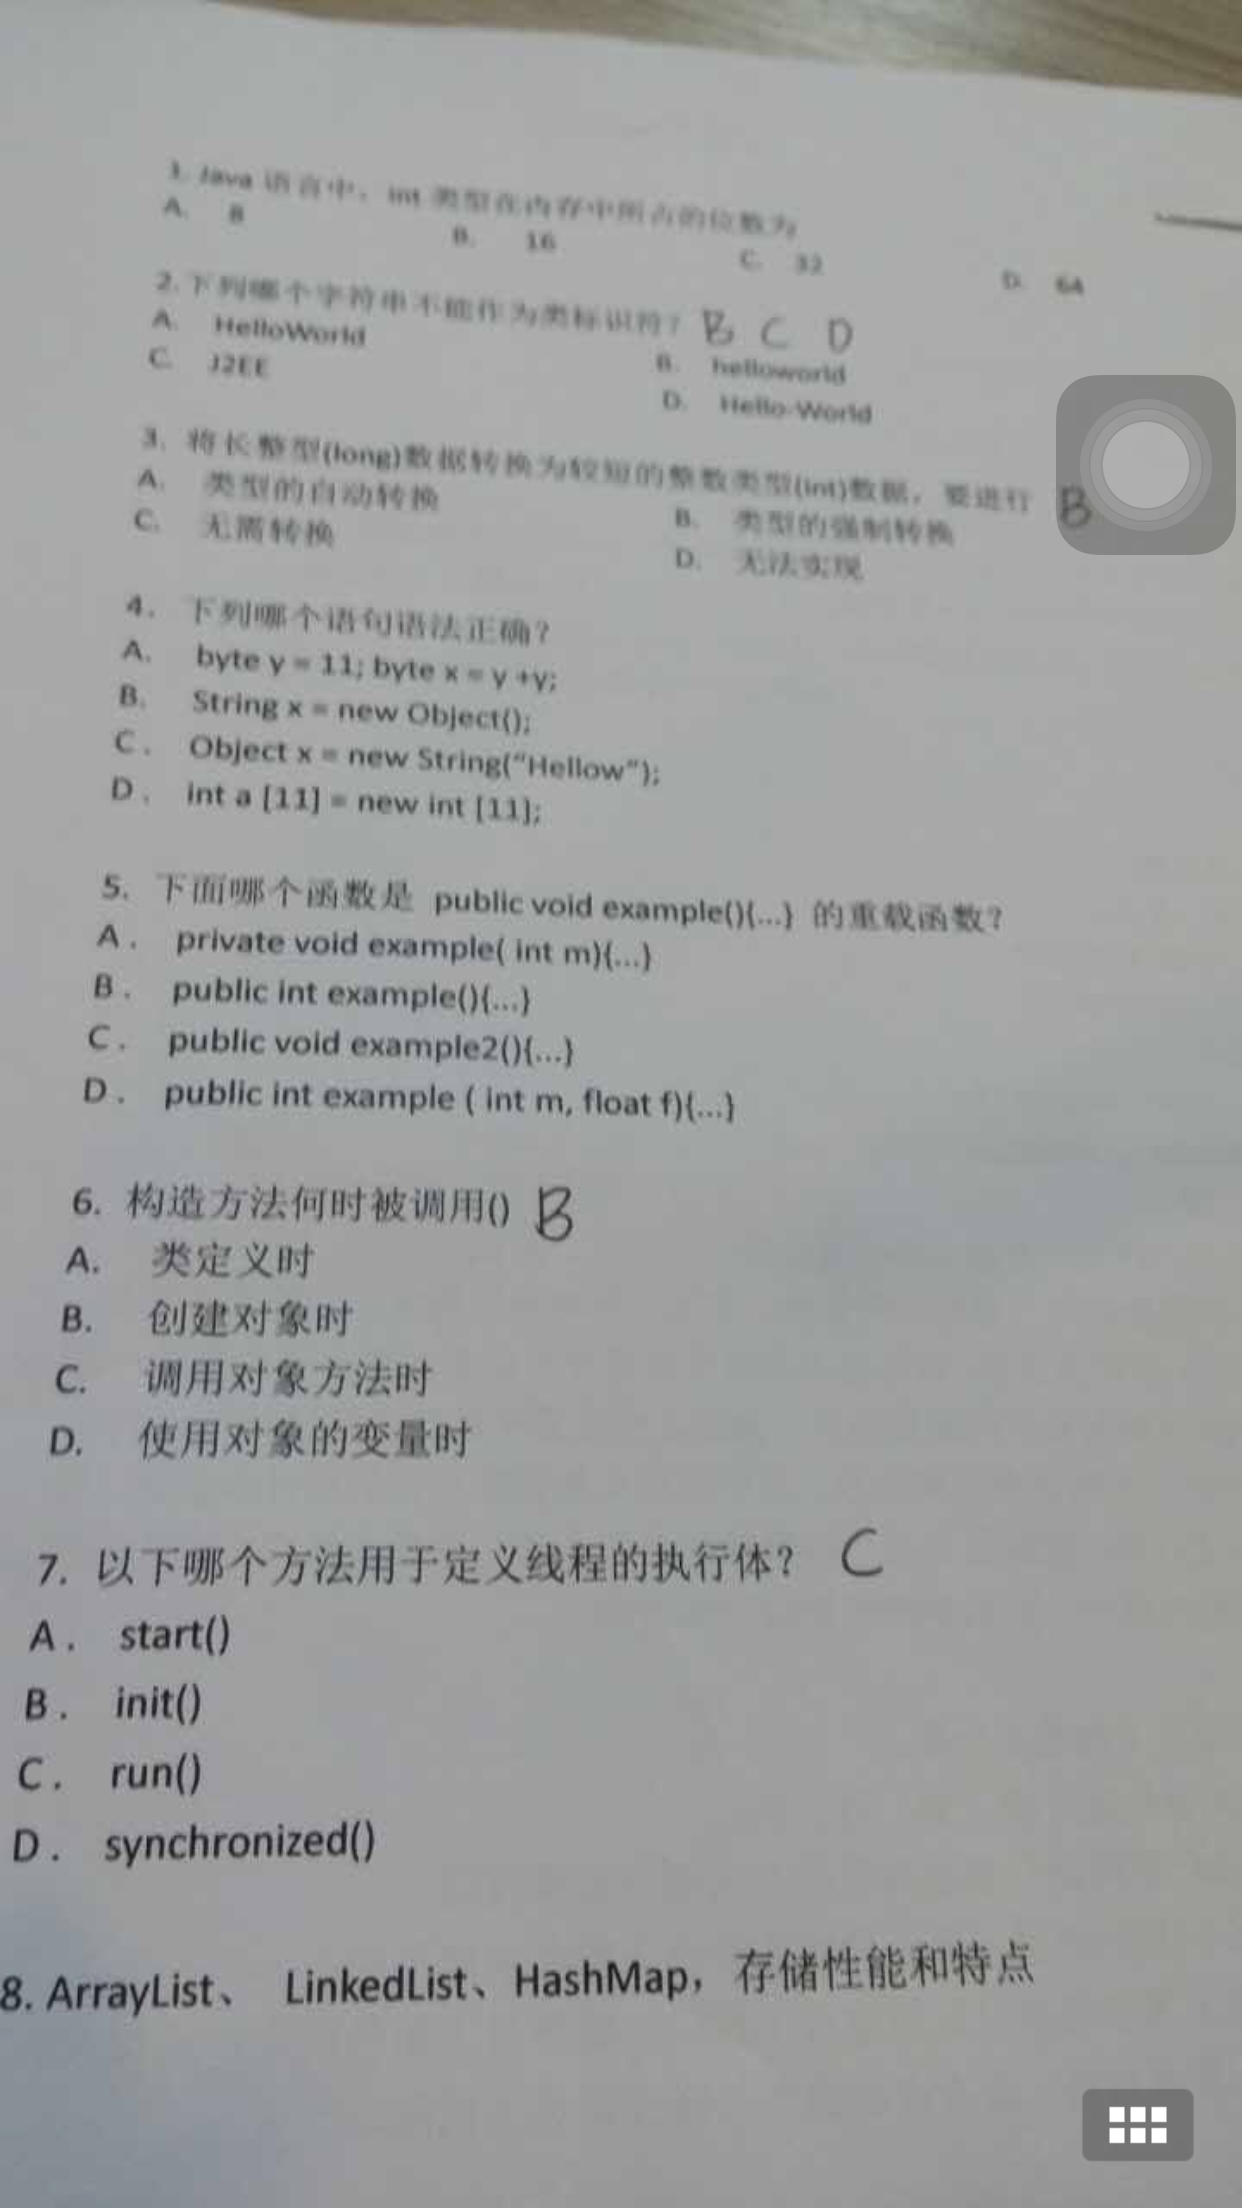 1. Java 语言中，int 类型在内存中所占的位数为
A. 8 B. 16 C. 32 D. 64
2. 下列哪个字符串不能作为类标识符？ B C D
A. HelloWorld B. helloworld
C. J2EE D. Hello-World
3. 将长整型(long)数据转换为较短的整数类型(int)数据，要进行 B
A. 类型的自动转换 B. 类型的强制转换
C. 无需转换 D. 无法实现
4. 下列哪个语句语法正确？
A. byte y = 11; byte x = y +y;
B. String x = new Object();
C. Object x = new String(“Hellow”);
D. int a [11] = new int [11];
5. 下面哪个函数是 public void example(){...} 的重载函数？
A. private void example( int m){...}
B. public int example(){...}
C. public void example2(){...}
D. public int example ( int m, float f){...}
6. 构造方法何时被调用() B
A. 类定义时
B. 创建对象时
C. 调用对象方法时
D. 使用对象的变量时
7. 以下哪个方法用于定义线程的执行体？ C
A. start()
B. init()
C. run()
D. synchronized()
8. ArrayList、 LinkedList、HashMap，存储性能和特点